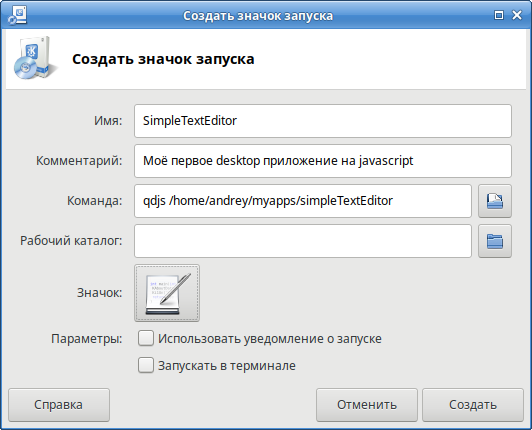 Создать значок запуска
Создать значок запуска
Имя: SimpleTextEditor
Комментарий: Моё первое desktop приложение на javascript
Команда: qdjs /home/andrey/myapps/simpleTextEditor
Рабочий каталог:
Значок:
Параметры: Использовать уведомление о запуске
Запускать в терминале
Справка Отменить Создать